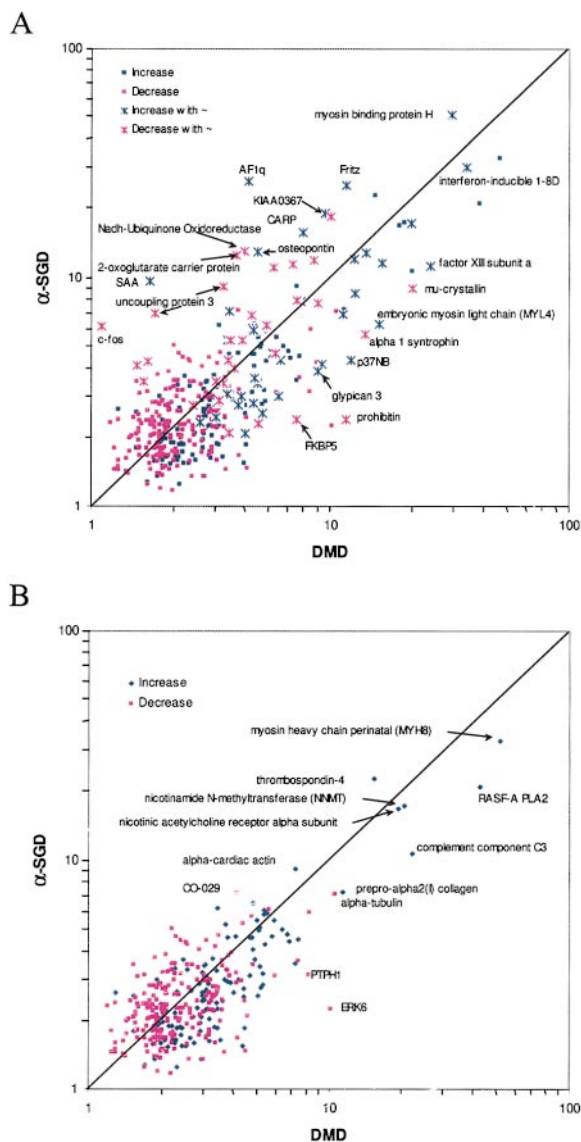 A
100
Increase
Decrease
Increase with ~
Decrease with ~
myosin binding protein H
AF1q
Fritz
interferon-inducible 1-8D
KIAA0367
CARP
Nadh-Ubiquinone Oxidoreductase
osteopontin
2-oxoglutarate carrier protein
factor XIII subunit a
SAA
10
mu-crystallin
uncoupling protein 3
embryonic myosin light chain (MYL4)
c-fos
alpha 1 syntrophin
p37NB
glypican 3
prohibitin
FKBP5
α-SGD
1
1
10
100
DMD
B
100
Increase
Decrease
myosin heavy chain perinatal (MYH8)
thrombospondin-4
nicotinamide N-methyltransferase (NNMT)
RASF-A PLA2
nicotinic acetylcholine receptor alpha subunit
complement component C3
alpha-cardiac actin
10
CO-029
prepro-alpha2(I) collagen
alpha-tubulin
PTPH1
ERK6
α-SGD
1
1
10
100
DMD